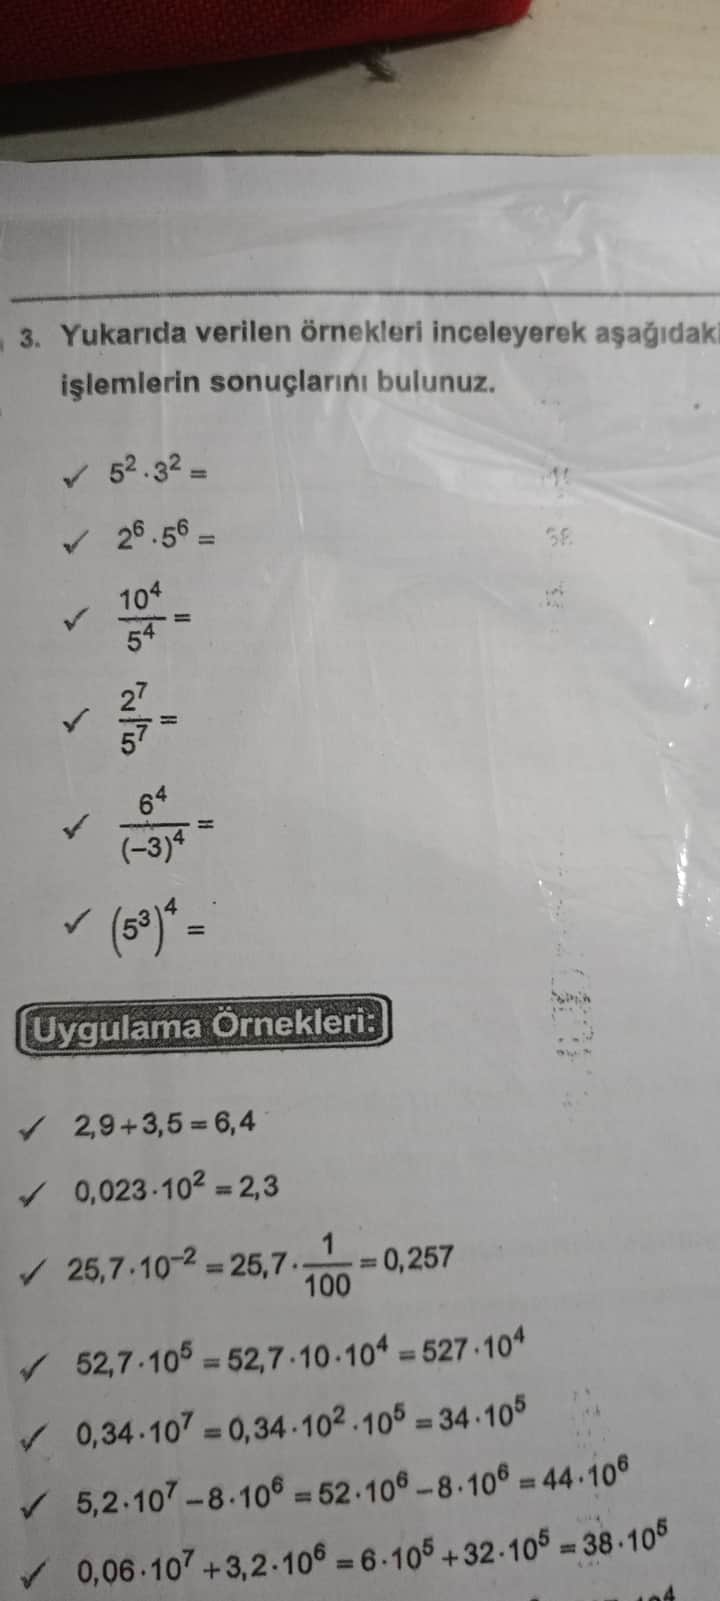 3. Yukarıda verilen örnekleri inceleyerek aşağıdaki
işlemlerin sonuçlarını bulunuz.
✓ 5² · 3² =
✓ 2⁶ · 5⁶ =
✓ 10⁴/5⁴ =
✓ 2⁷/5⁷ =
✓ 6⁴/(−3)⁴ =
✓ (5³)⁴ =
Uygulama Örnekleri:
✓ 2,9 + 3,5 = 6,4
✓ 0,023 · 10² = 2,3
✓ 25,7 · 10⁻² = 25,7 · 1/100 = 0,257
✓ 52,7 · 10⁵ = 52,7 · 10 · 10⁴ = 527 · 10⁴
✓ 0,34 · 10⁷ = 0,34 · 10² · 10⁵ = 34 · 10⁵
✓ 5,2 · 10⁷ − 8 · 10⁶ = 52 · 10⁶ − 8 · 10⁶ = 44 · 10⁶
✓ 0,06 · 10⁷ + 3,2 · 10⁶ = 6 · 10⁵ + 32 · 10⁵ = 38 · 10⁵